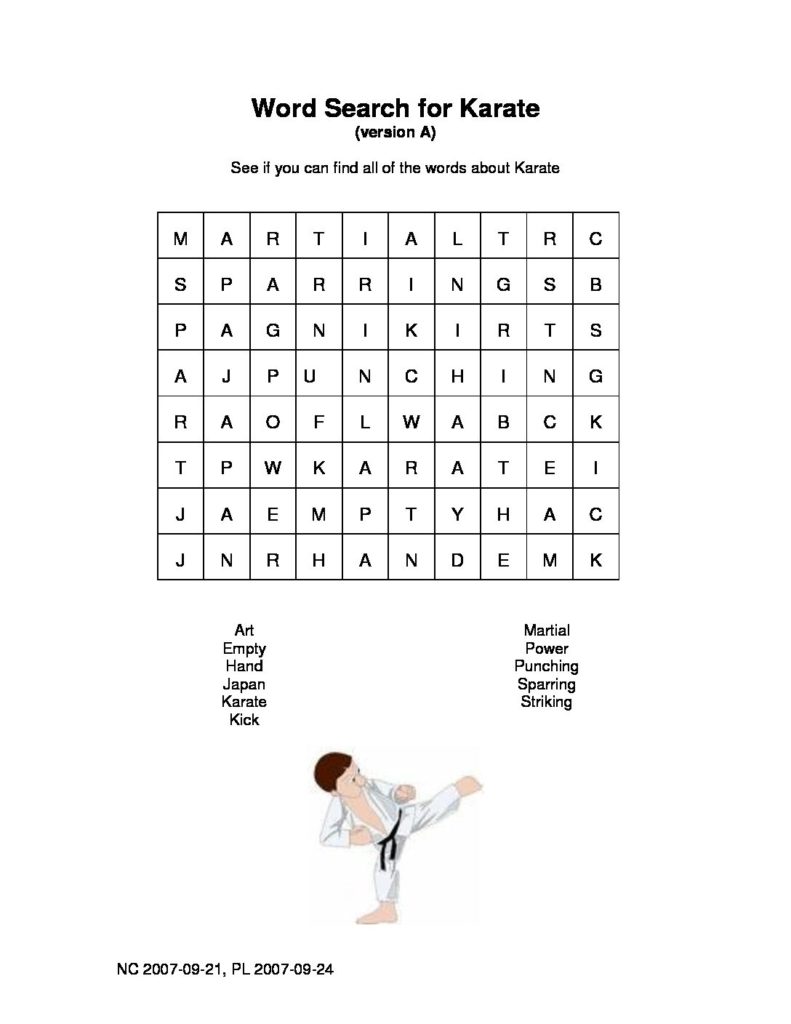 Word Search for Karate
(version A)
See if you can find all of the words about Karate
M A R T I A L T R C
S P A R R I N G S B
P A G N I K I R T S
A J P U N C H I N G
R A O F L W A B C K
T P W K A R A T E I
J A E M P T Y H A C
J N R H A N D E M K
Art
Empty
Hand
Japan
Karate
Kick
Martial
Power
Punching
Sparring
Striking
NC 2007-09-21, PL 2007-09-24